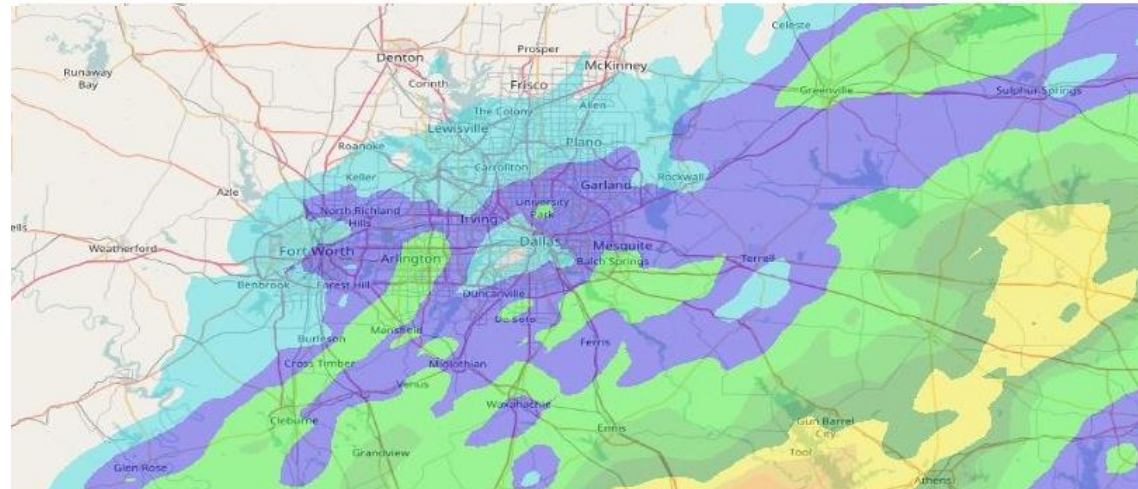 Celeste
Prosper
Denton
McKinney
Runaway
Bay
Corinth
Frisco
Greenville
Sulphur Springs
The Colony
Allen
Lewisville
Plano
Roanoke
Carrollton
Keller
Garland
Rockwall
Azle
University
Park
North Richland
Hills
Irving
ells
Weatherford
Fort Worth
Dallas
Mesquite
Arlington
Balch Springs
Terrell
Benbrook
Forest Hill
Duncanville
De Soto
Mansfield
Burleson
Ferris
Cross Timber
Midlothian
Venus
Waxahachie
Cleburne
Ennis
Gun Barrel
City
Grandview
Tool
Glen Rose
Athens